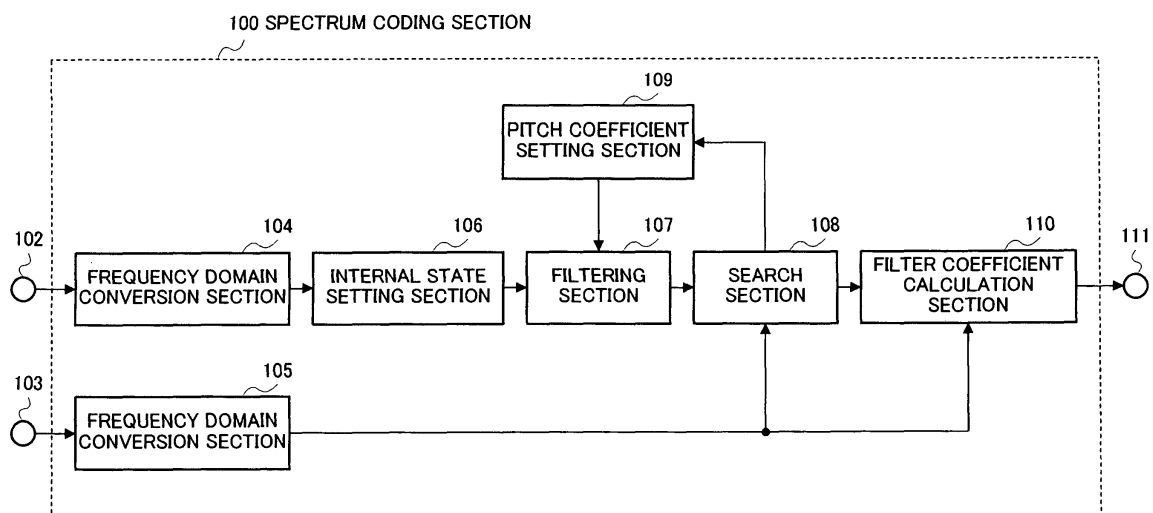 100 SPECTRUM CODING SECTION
109
PITCH COEFFICIENT
SETTING SECTION
102
104
FREQUENCY DOMAIN
CONVERSION SECTION
106
INTERNAL STATE
SETTING SECTION
107
FILTERING
SECTION
108
SEARCH
SECTION
110
FILTER COEFFICIENT
CALCULATION
SECTION
111
103
105
FREQUENCY DOMAIN
CONVERSION SECTION